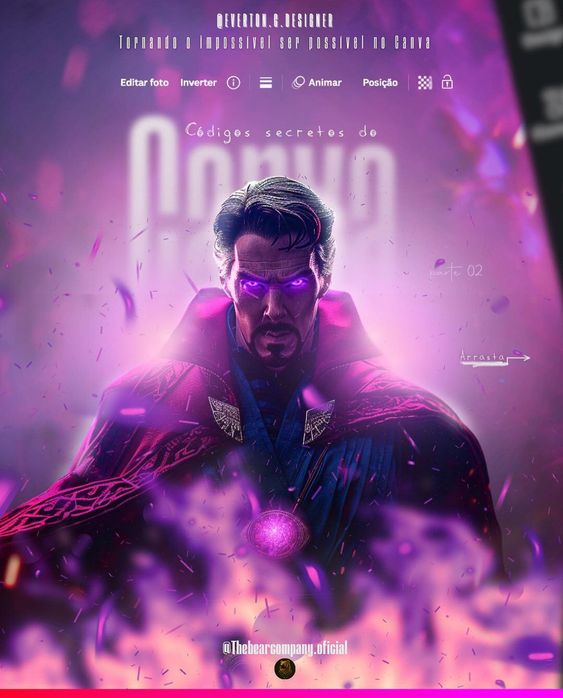 @EVERTON.G.DESIGNER
Tornando o impossível ser possível no Canva
Editar foto Inverter Animar Posição
Códigos secretos do
Canva
parte 02
Arrasta
@Thebearcompany.oficial